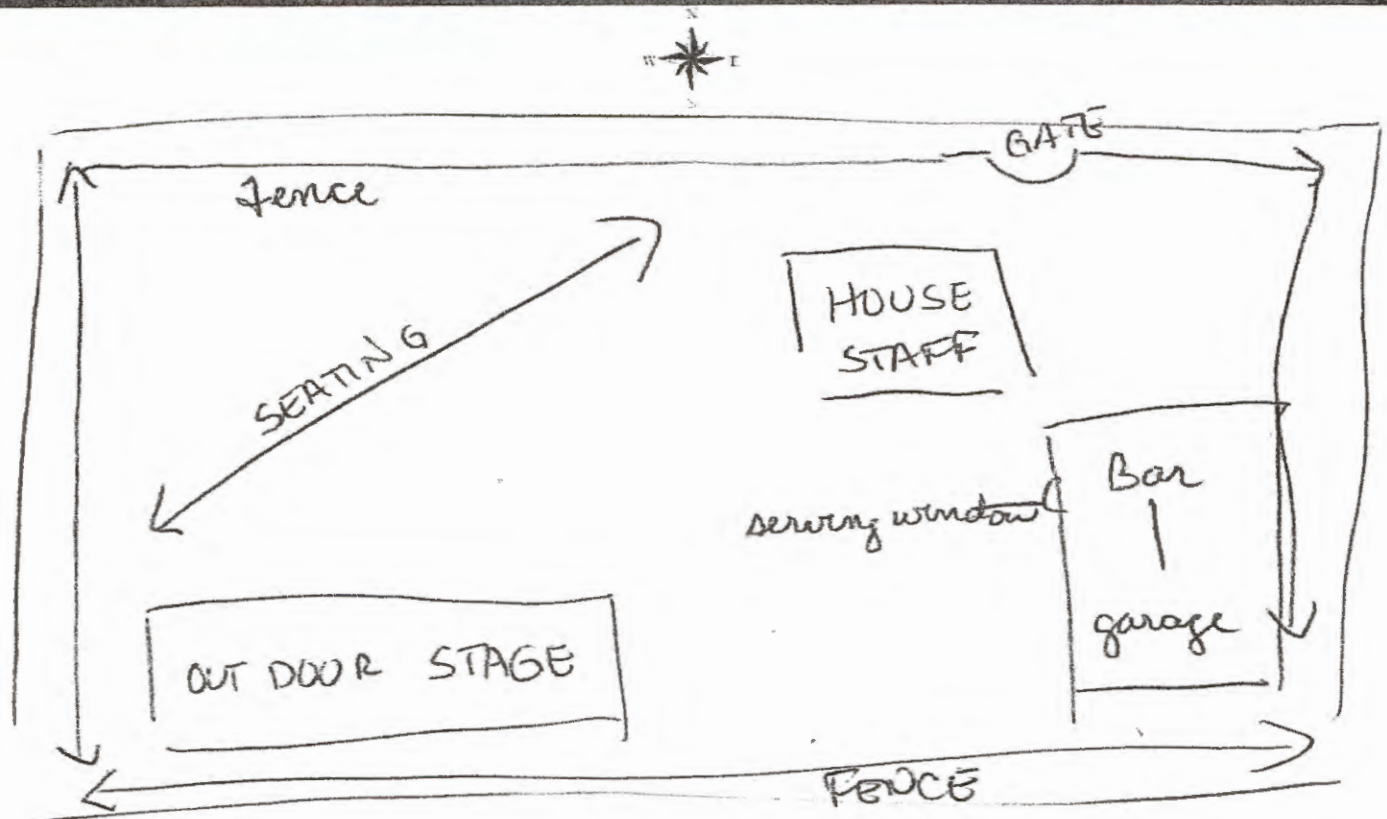 N
W E
S
GATE
Fence
HOUSE
STAFF
SEATING
Bar
serving window
garage
OUT DOOR STAGE
FENCE